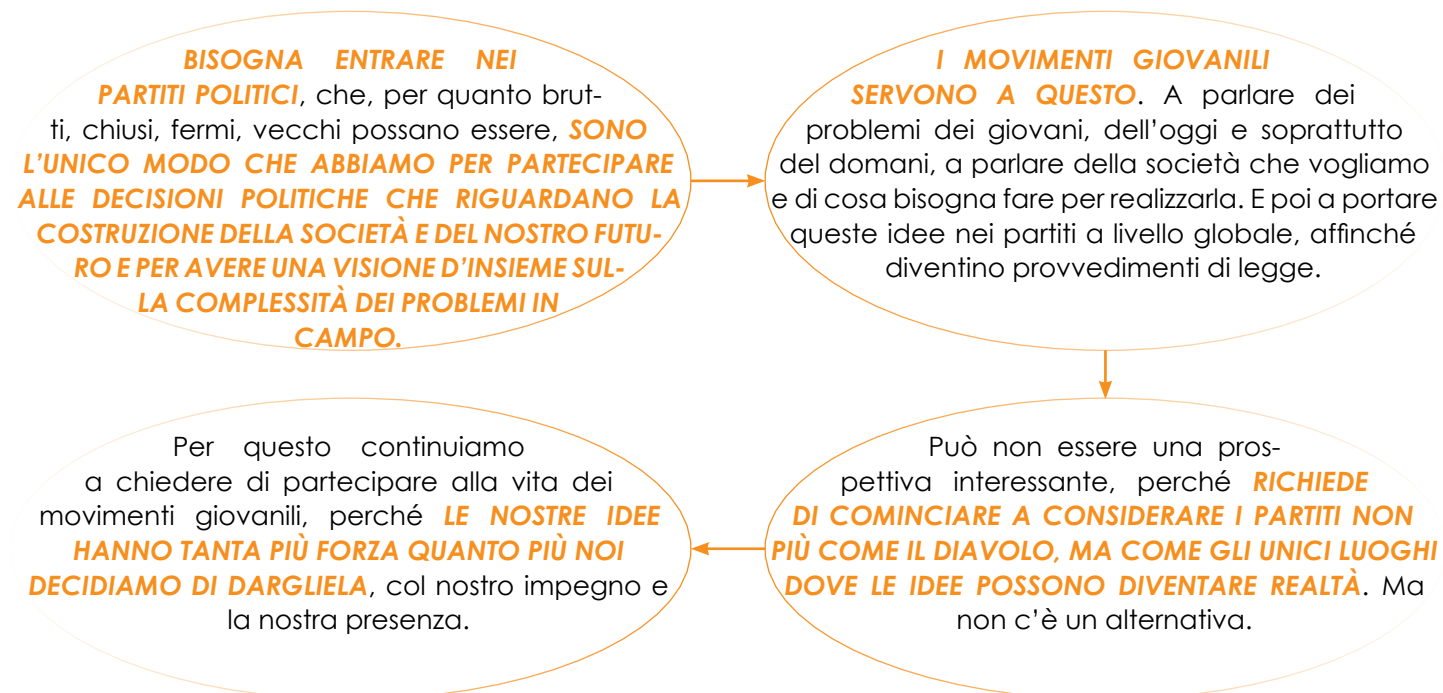 BISOGNA ENTRARE NEI
PARTITI POLITICI, che, per quanto brut-
ti, chiusi, fermi, vecchi possano essere, SONO
L'UNICO MODO CHE ABBIAMO PER PARTECIPARE
ALLE DECISIONI POLITICHE CHE RIGUARDANO LA
COSTRUZIONE DELLA SOCIETÀ E DEL NOSTRO FUTU-
RO E PER AVERE UNA VISIONE D'INSIEME SUL-
LA COMPLESSITÀ DEI PROBLEMI IN
CAMPO.
I MOVIMENTI GIOVANILI
SERVONO A QUESTO. A parlare dei
problemi dei giovani, dell'oggi e soprattutto
del domani, a parlare della società che vogliamo
e di cosa bisogna fare per realizzarla. E poi a portare
queste idee nei partiti a livello globale, affinché
diventino provvedimenti di legge.
Può non essere una pros-
pettiva interessante, perché RICHIEDE
DI COMINCIARE A CONSIDERARE I PARTITI NON
PIÙ COME IL DIAVOLO, MA COME GLI UNICI LUOGHI
DOVE LE IDEE POSSONO DIVENTARE REALTÀ. Ma
non c'è un alternativa.
Per questo continuiamo
a chiedere di partecipare alla vita dei
movimenti giovanili, perché LE NOSTRE IDEE
HANNO TANTA PIÙ FORZA QUANTO PIÙ NOI
DECIDIAMO DI DARGLIELA, col nostro impegno e
la nostra presenza.